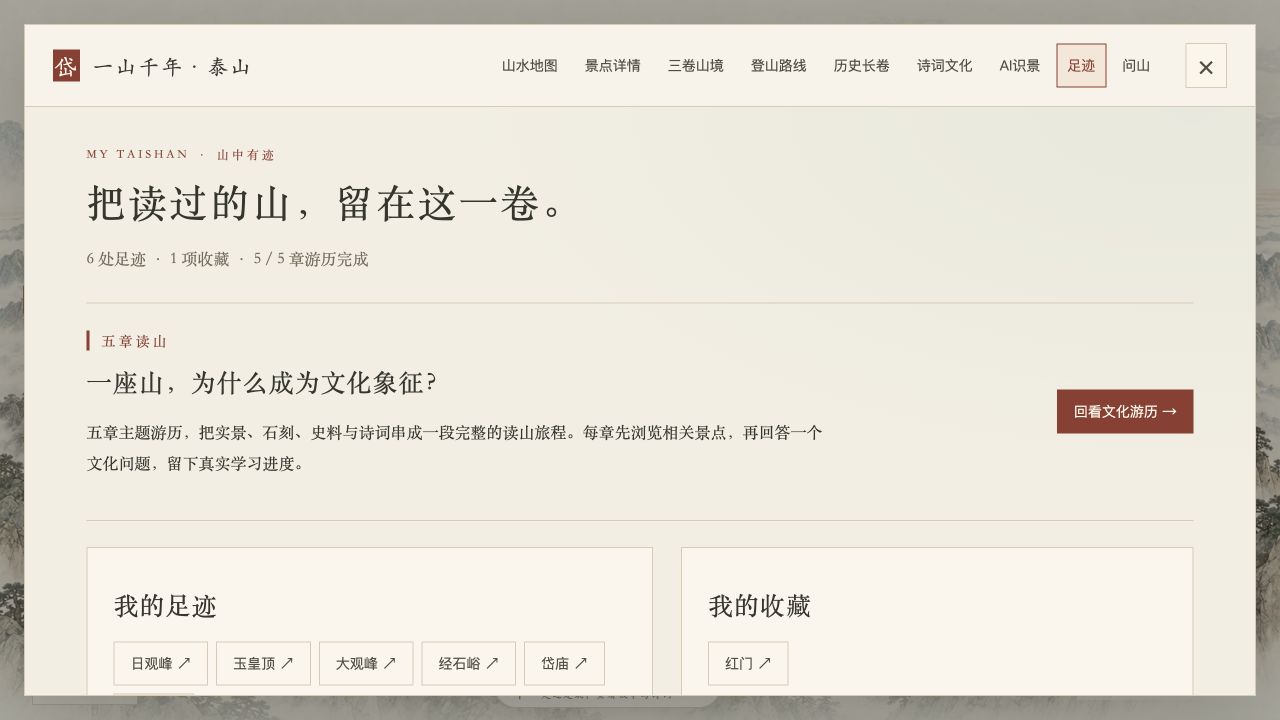 岱 一山千年 · 泰山
山水地图 景点详情 三卷山境 登山路线 历史长卷 诗词文化 AI识景 足迹 问山 ×
MY TAISHAN · 山中有迹
把读过的山，留在这一卷。
6 处足迹 · 1 项收藏 · 5 / 5 章游历完成
五章读山
一座山，为什么成为文化象征?
回看文化游历 →
五章主题游历，把实景、石刻、史料与诗词串成一段完整的读山旅程。每章先浏览相关景点，再回答一个
文化问题，留下真实学习进度。
我的足迹
日观峰 ↗ 玉皇顶 ↗ 大观峰 ↗ 经石峪 ↗ 岱庙 ↗
我的收藏
红门 ↗